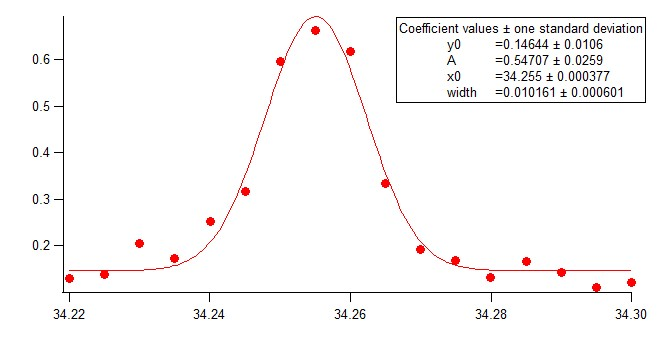 Coefficient values ± one standard deviation
y0 =0.14644 ± 0.0106
A =0.54707 ± 0.0259
x0 =34.255 ± 0.000377
width =0.010161 ± 0.000601
0.6
0.5
0.4
0.3
0.2
34.22 34.24 34.26 34.28 34.30